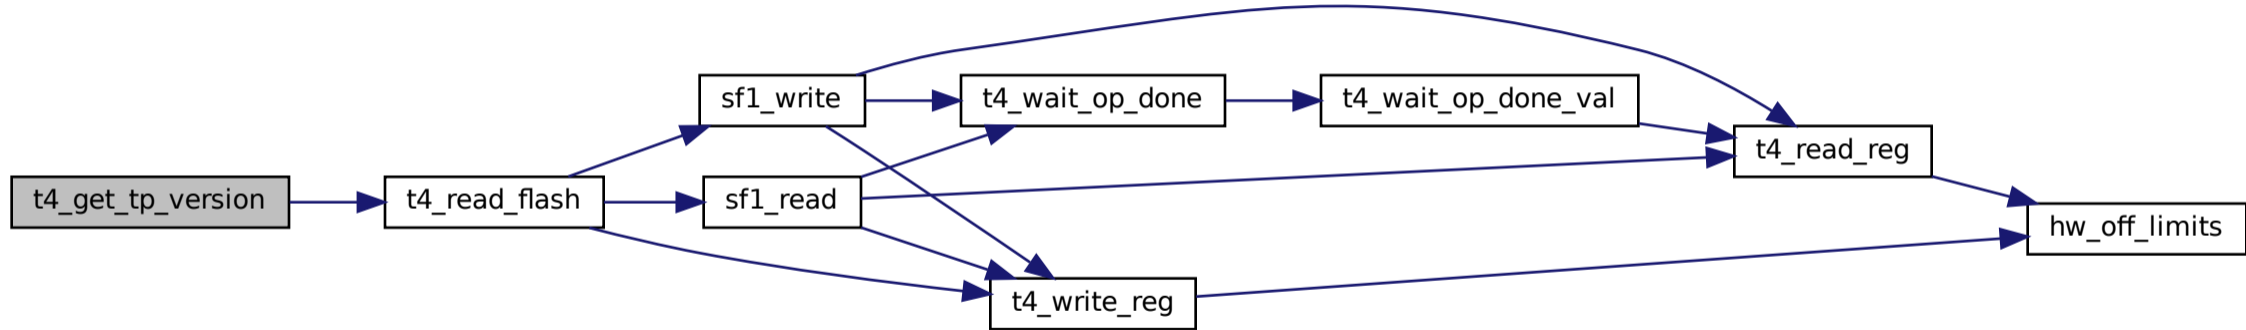 t4_get_tp_version
t4_read_flash
sf1_write
sf1_read
t4_wait_op_done
t4_write_reg
t4_wait_op_done_val
t4_read_reg
hw_off_limits